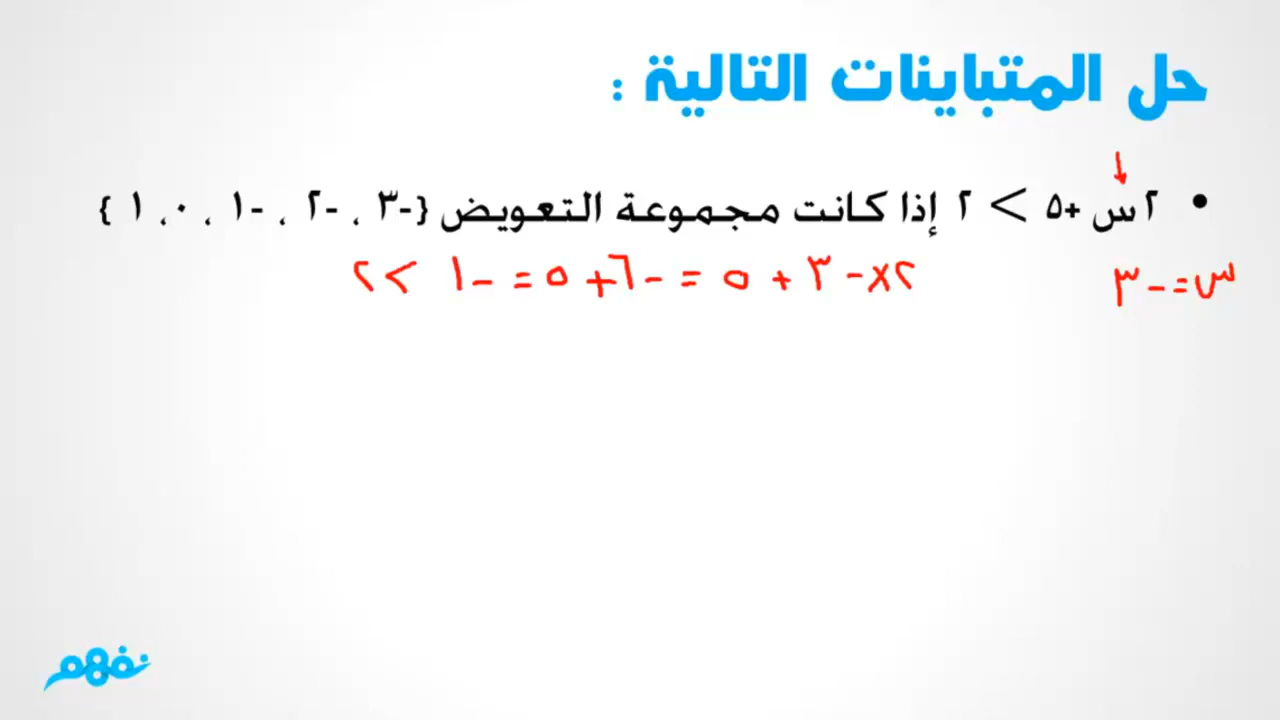 حل المتباينات التالية :
• ٢س +٥ > ٢ إذا كانت مجموعة التعويض {-٣ ، -٢ ، -١ ، ٠، ١ }
س = -٣ ٢× -٣ + ٥ = -٦ + ٥ = -١ > ٢
نفهم